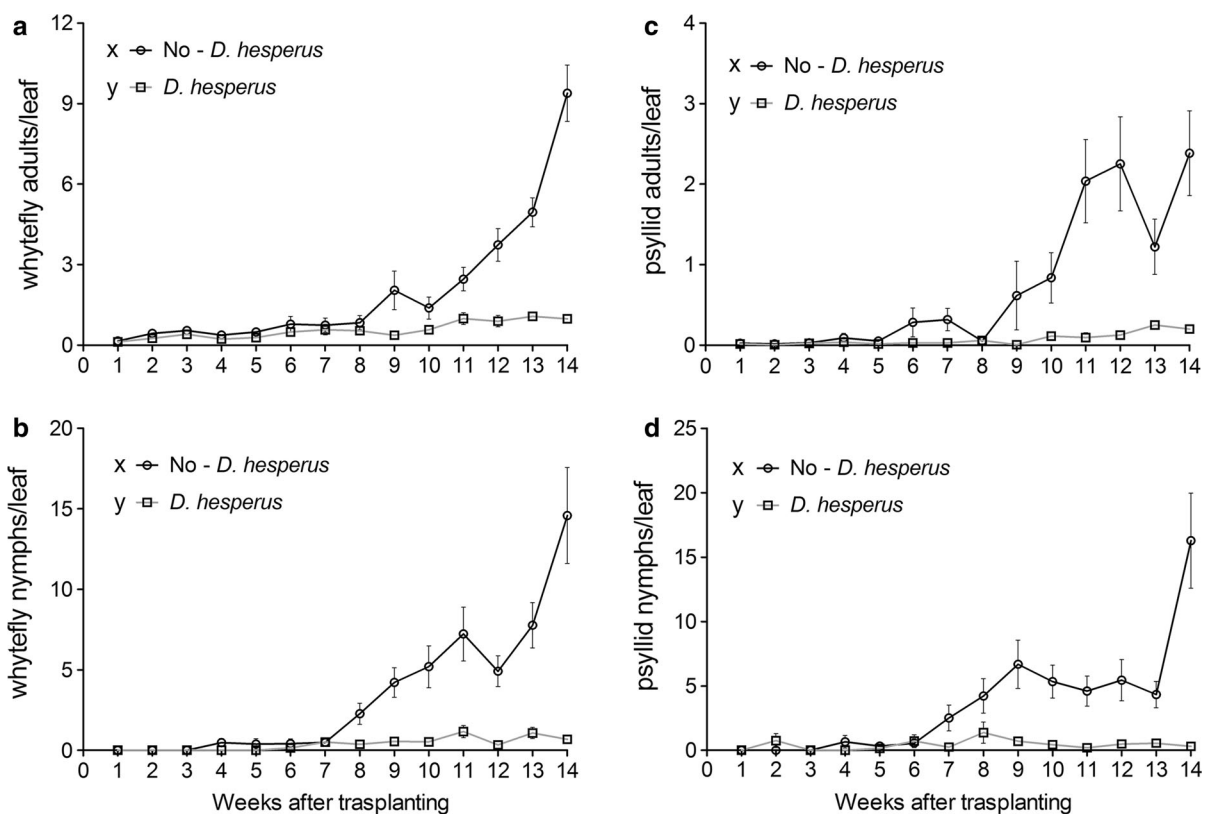 a
whytefly adults/leaf
12
9
6
3
0
x No - D. hesperus
y D. hesperus
0 1 2 3 4 5 6 7 8 9 10 11 12 13 14
c
psyllid adults/leaf
4
3
2
1
0
x No - D. hesperus
y D. hesperus
0 1 2 3 4 5 6 7 8 9 10 11 12 13 14
b
whytefly nymphs/leaf
20
15
10
5
0
x No - D. hesperus
y D. hesperus
0 1 2 3 4 5 6 7 8 9 10 11 12 13 14
Weeks after trasplanting
d
psyllid nymphs/leaf
25
20
15
10
5
0
x No - D. hesperus
y D. hesperus
0 1 2 3 4 5 6 7 8 9 10 11 12 13 14
Weeks after trasplanting